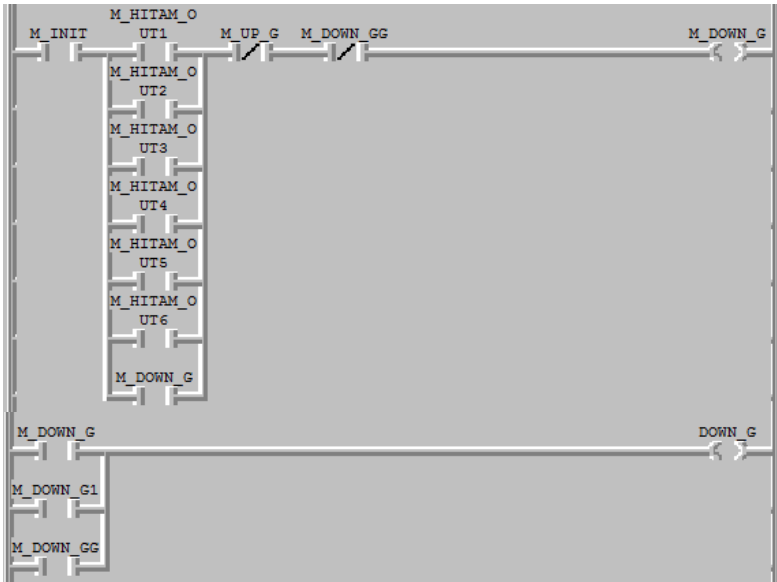 M_HITAM_O
M_INIT UT1 M_UP_G M_DOWN_GG M_DOWN_G
M_HITAM_O
UT2
M_HITAM_O
UT3
M_HITAM_O
UT4
M_HITAM_O
UT5
M_HITAM_O
UT6
M_DOWN_G
M_DOWN_G DOWN_G
M_DOWN_G1
M_DOWN_GG